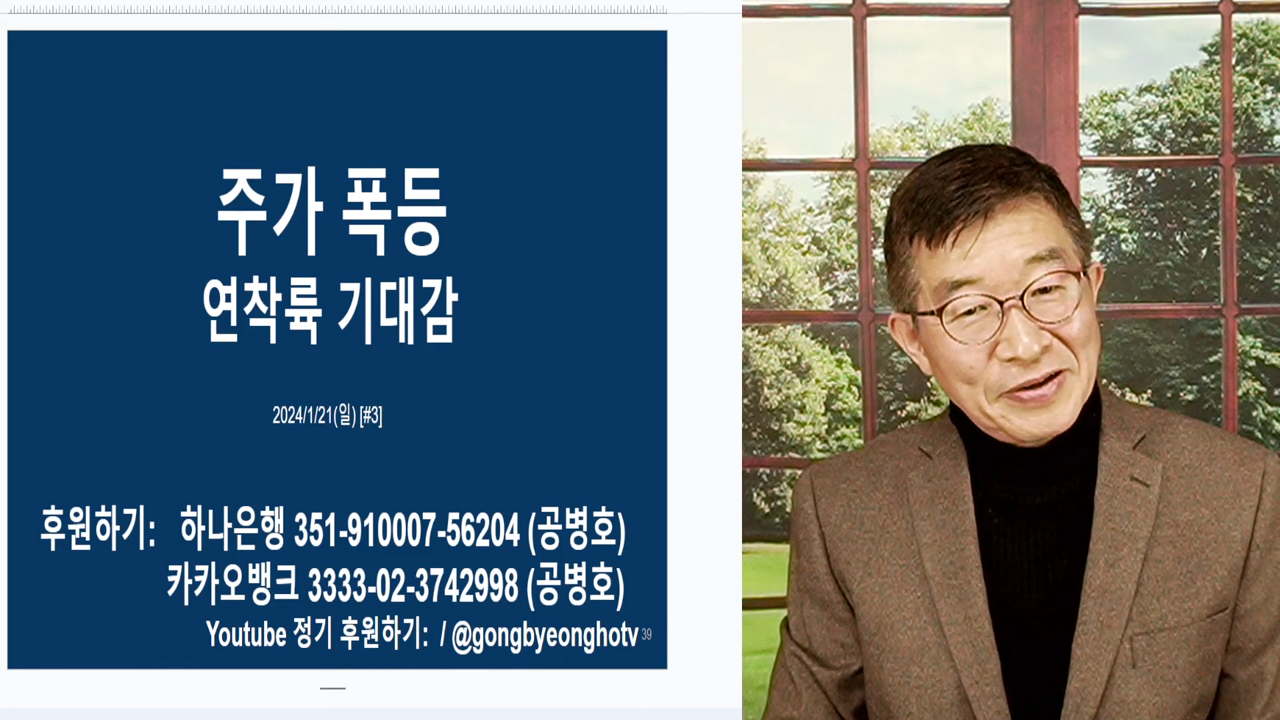 주가 폭등
연착륙 기대감
2024/1/21(일) [#3]
후원하기: 하나은행 351-910007-56204 (공병호)
카카오뱅크 3333-02-3742998 (공병호)
Youtube 정기 후원하기: / @gongbyeonghotv 39